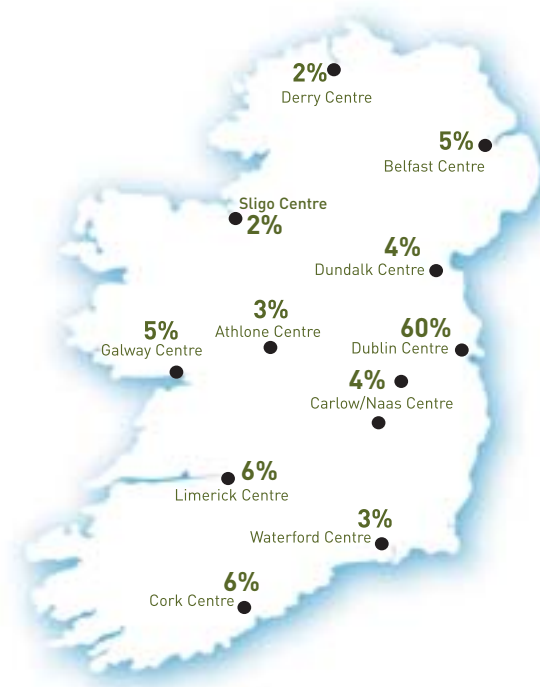 2%
Derry Centre
5%
Belfast Centre
Sligo Centre
2%
4%
Dundalk Centre
3%
Athlone Centre
5%
Galway Centre
60%
Dublin Centre
4%
Carlow/Naas Centre
6%
Limerick Centre
3%
Waterford Centre
6%
Cork Centre